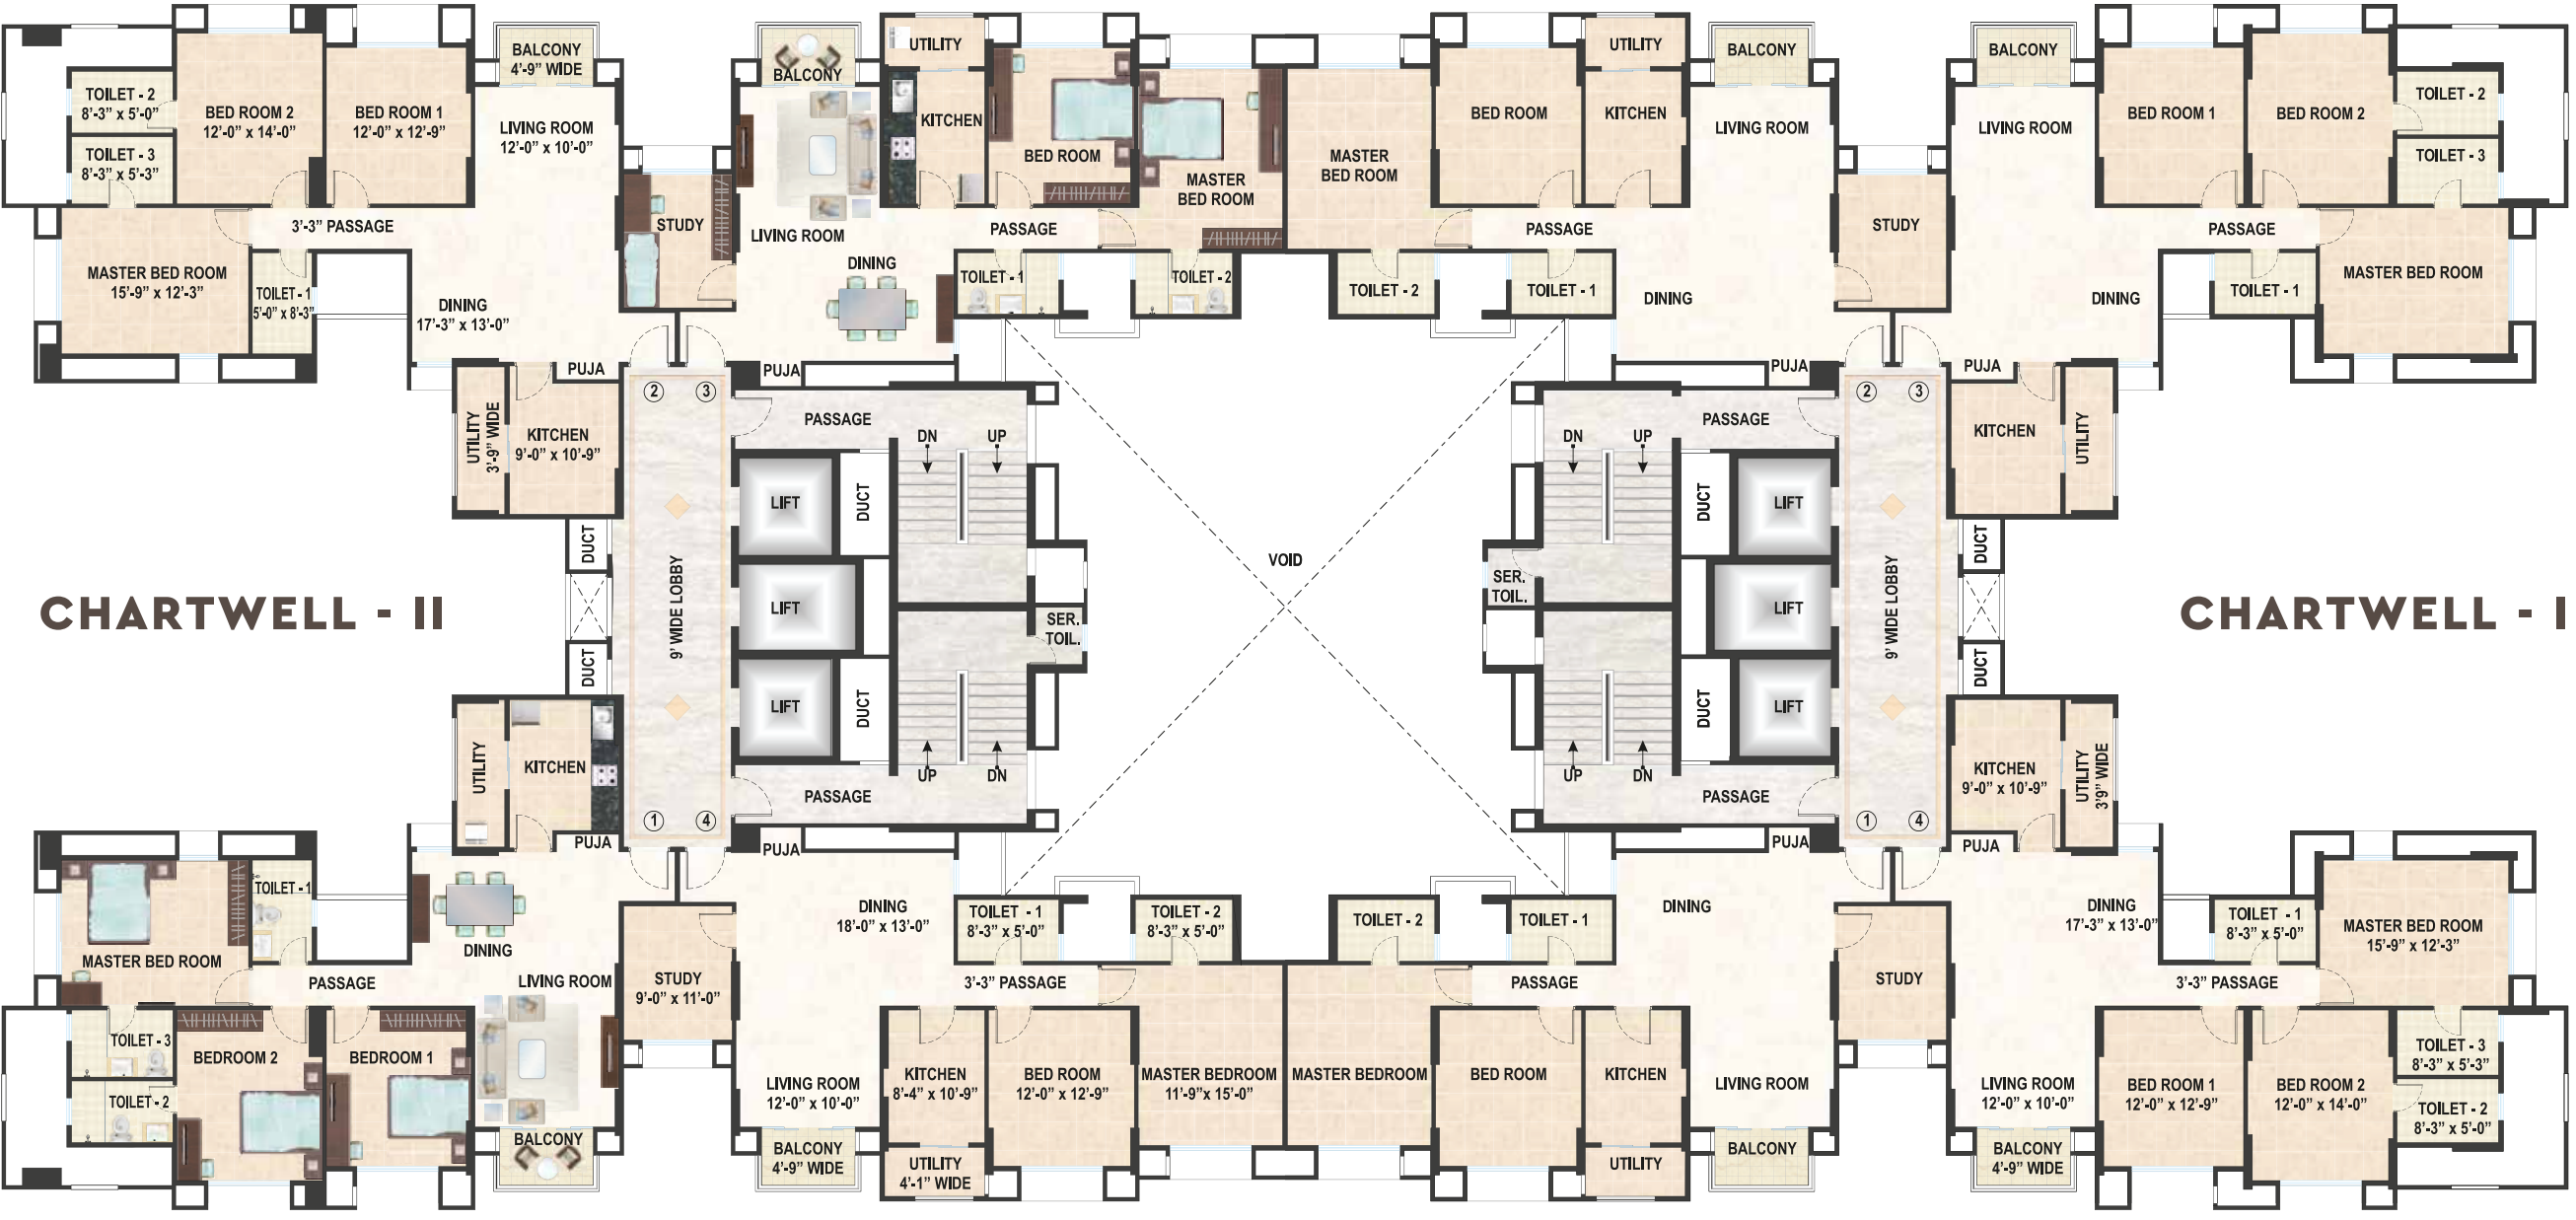 BALCONY
4'-9" WIDE
TOILET - 2
8'-3" x 5'-0"
TOILET - 3
8'-3" x 5'-3"
BED ROOM 2
12'-0" x 14'-0"
BED ROOM 1
12'-0" x 12'-9"
LIVING ROOM
12'-0" x 10'-0"
3'-3" PASSAGE
MASTER BED ROOM
15'-9" x 12'-3"
TOILET - 1
5'-0" x 8'-3"
DINING
17'-3" x 13'-0"
PUJA
UTILITY
3'-9" WIDE
KITCHEN
9'-0" x 10'-9"
BALCONY
UTILITY
KITCHEN
BED ROOM
MASTER
BED ROOM
STUDY
LIVING ROOM
PASSAGE
DINING
TOILET - 1
TOILET - 2
PUJA
MASTER
BED ROOM
BED ROOM
UTILITY
KITCHEN
BALCONY
LIVING ROOM
PASSAGE
TOILET - 2
TOILET - 1
DINING
STUDY
PUJA
BALCONY
LIVING ROOM
BED ROOM 1
BED ROOM 2
TOILET - 2
TOILET - 3
PASSAGE
MASTER BED ROOM
TOILET - 1
DINING
PUJA
KITCHEN
UTILITY
2
3
PASSAGE
DN
UP
LIFT
DUCT
DUCT
9' WIDE LOBBY
LIFT
SER.
TOIL.
DUCT
LIFT
DUCT
UP
DN
PASSAGE
1
4
CHARTWELL - II
VOID
2
3
PASSAGE
DN
UP
DUCT
LIFT
DUCT
SER.
TOIL.
LIFT
9' WIDE LOBBY
DUCT
LIFT
DUCT
UP
DN
PASSAGE
1
4
CHARTWELL - I
UTILITY
KITCHEN
PUJA
TOILET - 1
MASTER BED ROOM
DINING
PASSAGE
LIVING ROOM
TOILET - 3
BEDROOM 2
BEDROOM 1
TOILET - 2
BALCONY
PUJA
DINING
18'-0" x 13'-0"
TOILET - 1
8'-3" x 5'-0"
TOILET - 2
8'-3" x 5'-0"
STUDY
9'-0" x 11'-0"
3'-3" PASSAGE
LIVING ROOM
12'-0" x 10'-0"
KITCHEN
8'-4" x 10'-9"
BED ROOM
12'-0" x 12'-9"
MASTER BEDROOM
11'-9"x 15'-0"
BALCONY
4'-9" WIDE
UTILITY
4'-1" WIDE
PUJA
TOILET - 2
TOILET - 1
DINING
PASSAGE
STUDY
MASTER BEDROOM
BED ROOM
KITCHEN
LIVING ROOM
UTILITY
BALCONY
KITCHEN
9'-0" x 10'-9"
UTILITY
3'9" WIDE
PUJA
DINING
17'-3" x 13'-0"
TOILET - 1
8'-3" x 5'-0"
MASTER BED ROOM
15'-9" x 12'-3"
3'-3" PASSAGE
LIVING ROOM
12'-0" x 10'-0"
BED ROOM 1
12'-0" x 12'-9"
BED ROOM 2
12'-0" x 14'-0"
TOILET - 3
8'-3" x 5'-3"
TOILET - 2
8'-3" x 5'-0"
BALCONY
4'-9" WIDE